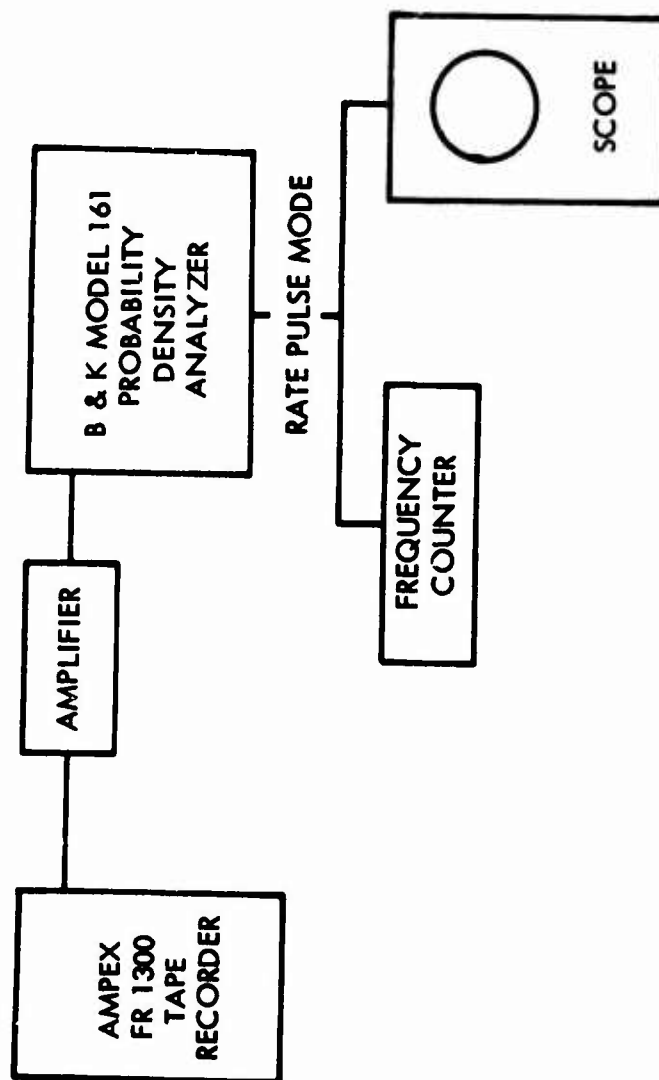 AMPEX
FR 1300
TAPE
RECORDER
AMPLIFIER
B & K MODEL 161
PROBABILITY
DENSITY
ANALYZER
RATE PULSE MODE
FREQUENCY
COUNTER
SCOPE